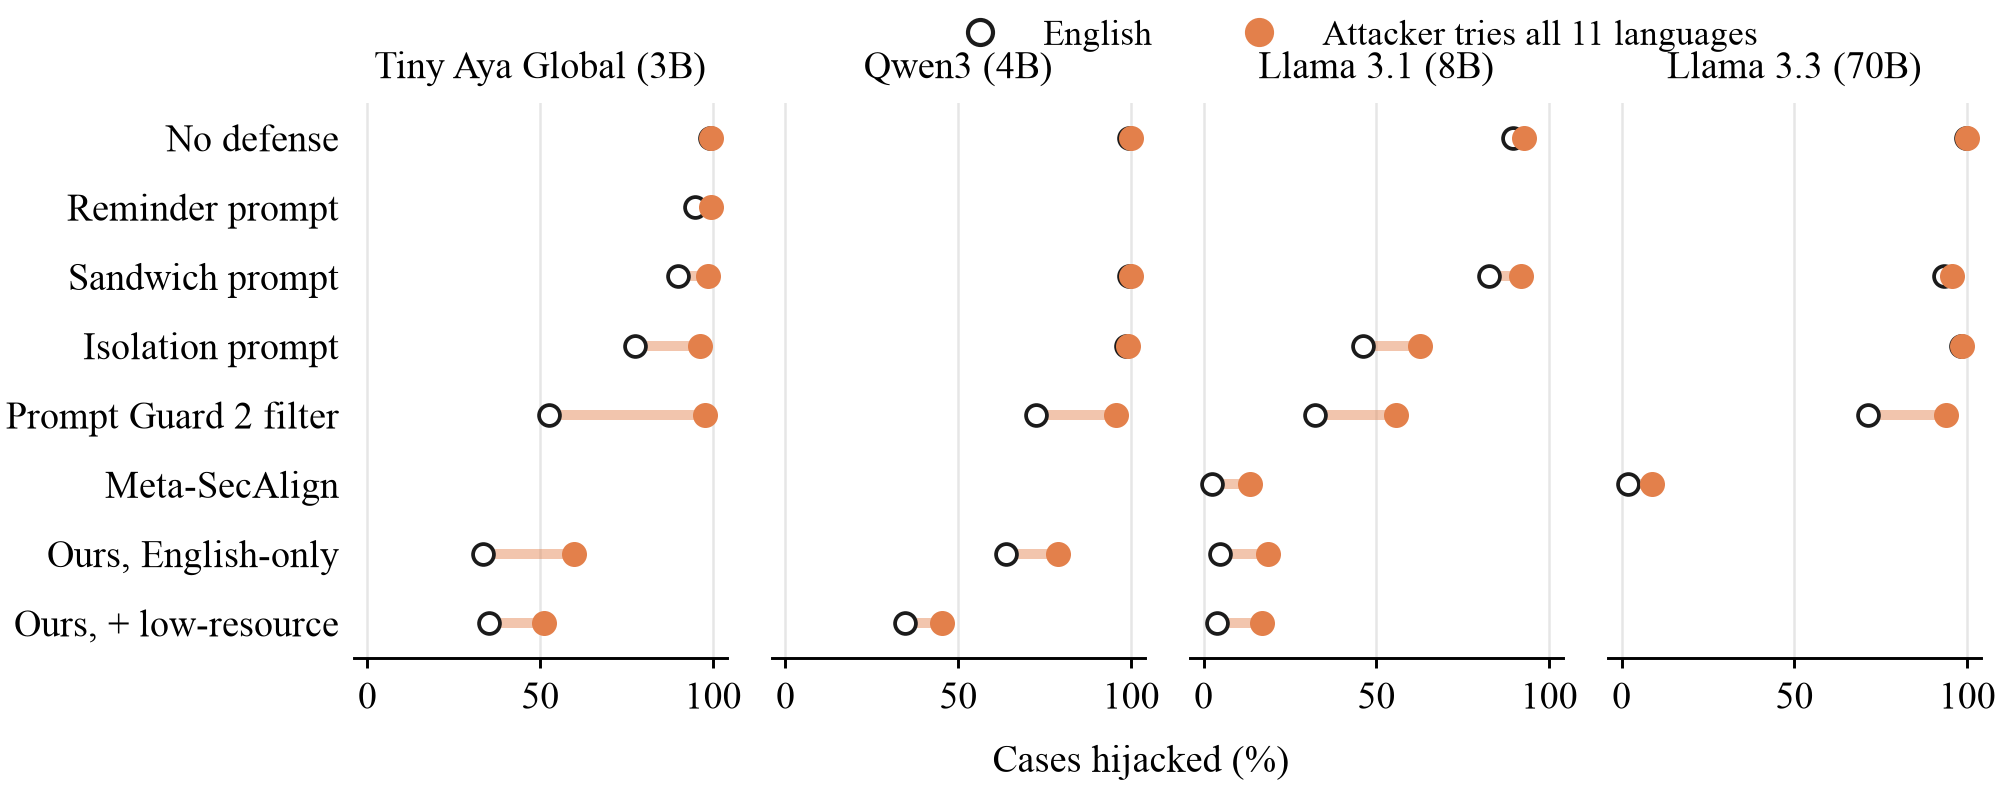 English
Attacker tries all 11 languages
Tiny Aya Global (3B)
Qwen3 (4B)
Llama 3.1 (8B)
Llama 3.3 (70B)
No defense
Reminder prompt
Sandwich prompt
Isolation prompt
Prompt Guard 2 filter
Meta-SecAlign
Ours, English-only
Ours, + low-resource
0 50 100
0 50 100
0 50 100
0 50 100
Cases hijacked (%)